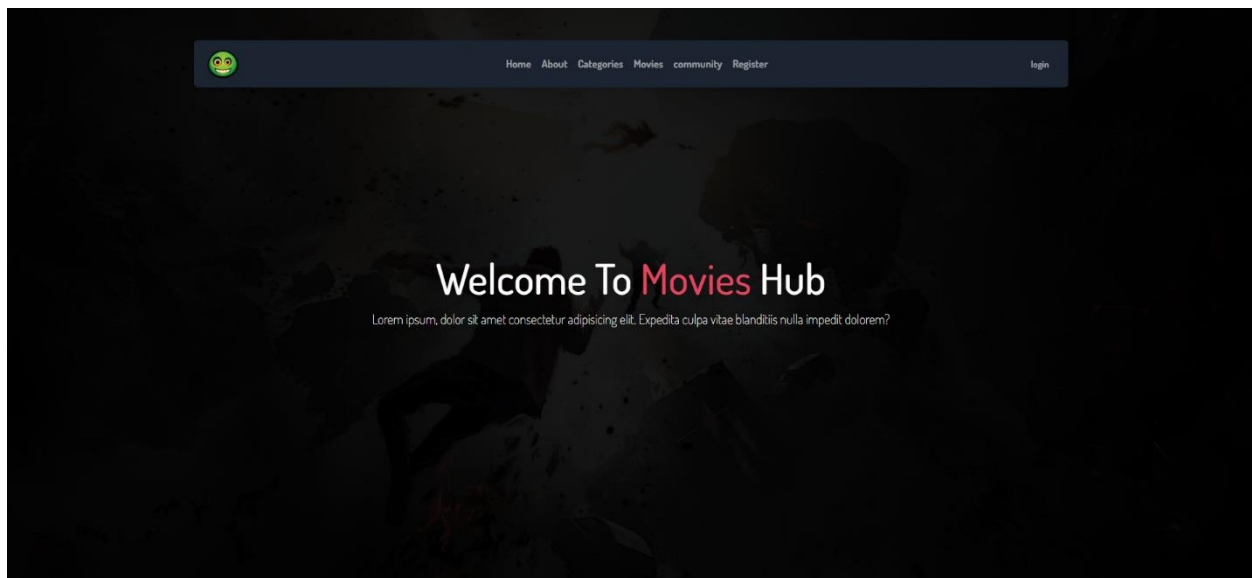 Home About Categories Movies community Register login
Welcome To Movies Hub
Lorem ipsum, dolor sit amet consectetur adipisicing elit. Expedita culpa vitae blanditiis nulla impedit dolorem?